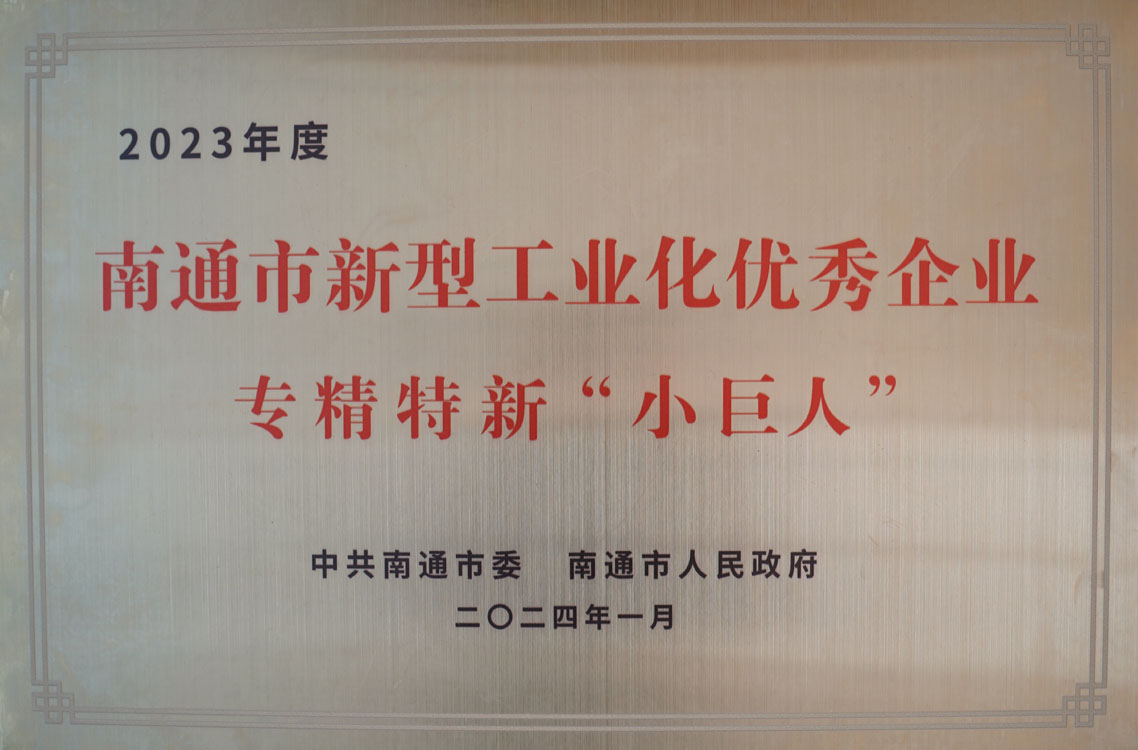 2023年度
南通市新型工业化优秀企业
专精特新“小巨人”
中共南通市委 南通市人民政府
二〇二四年一月